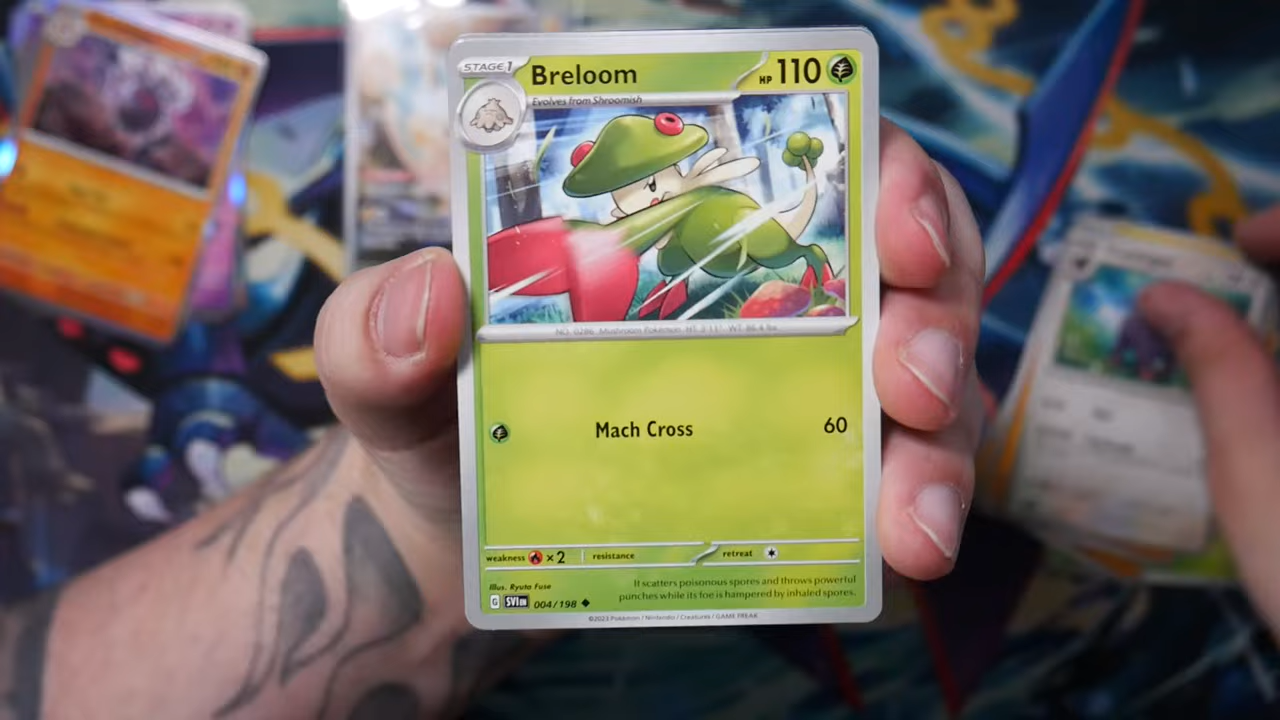 STAGE 1
Breloom
HP 110
Evolves from Shroomish
NO. 0286 Mushroom Pokémon HT: 3'11" WT: 86.4 lbs.
Mach Cross 60
weakness ×2 resistance retreat
Illus. Ryuta Fuse
It scatters poisonous spores and throws powerful
punches while its foe is hampered by inhaled spores.
G SVI EN 004/198
©2023 Pokémon / Nintendo / Creatures / GAME FREAK